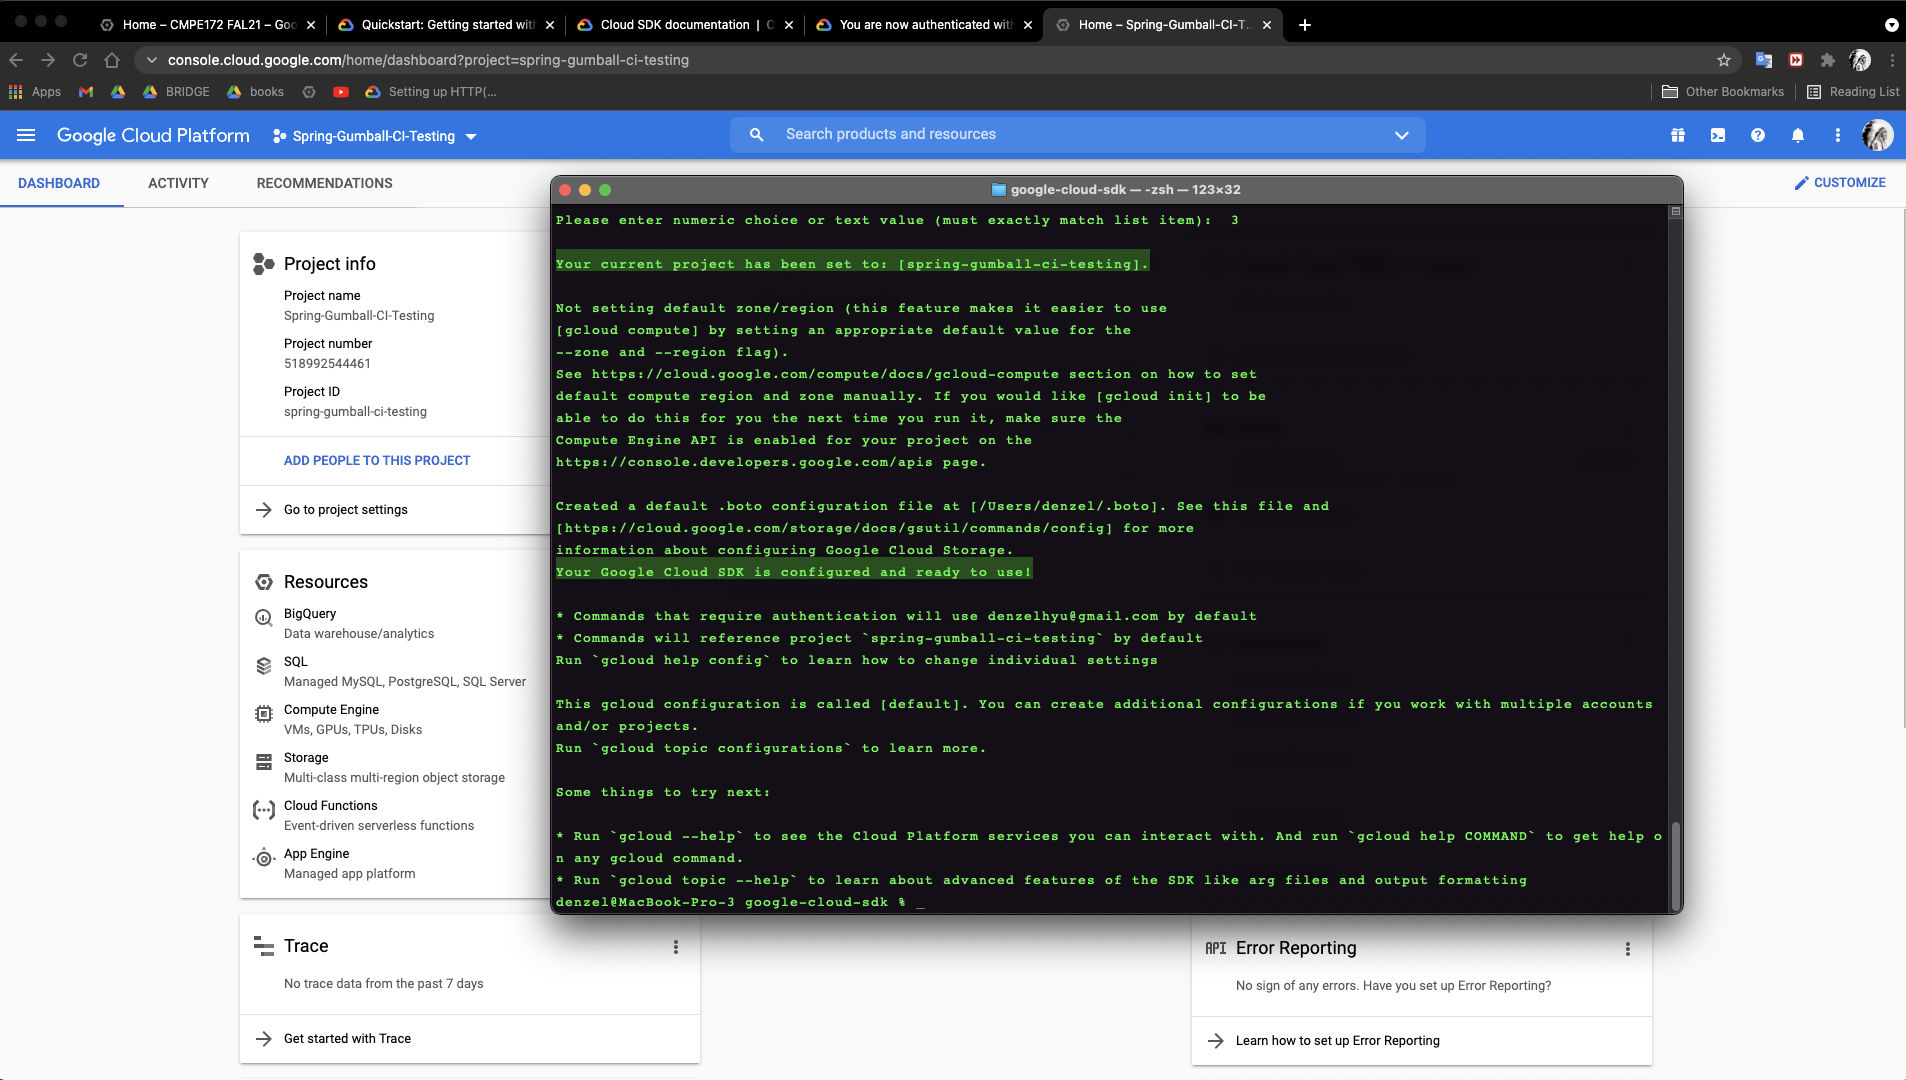 Home – CMPE172 FAL21 – Goo
Quickstart: Getting started with
Cloud SDK documentation | C
You are now authenticated with
Home – Spring-Gumball-CI-T...
console.cloud.google.com/home/dashboard?project=spring-gumball-ci-testing
Apps
BRIDGE
books
Setting up HTTP(...
Other Bookmarks
Reading List
Google Cloud Platform
Spring-Gumball-CI-Testing
Search products and resources
DASHBOARD
ACTIVITY
RECOMMENDATIONS
CUSTOMIZE
Project info
Project name
Spring-Gumball-CI-Testing
Project number
518992544461
Project ID
spring-gumball-ci-testing
ADD PEOPLE TO THIS PROJECT
Go to project settings
Resources
BigQuery
Data warehouse/analytics
SQL
Managed MySQL, PostgreSQL, SQL Server
Compute Engine
VMs, GPUs, TPUs, Disks
Storage
Multi-class multi-region object storage
Cloud Functions
Event-driven serverless functions
App Engine
Managed app platform
Trace
No trace data from the past 7 days
Get started with Trace
google-cloud-sdk — -zsh — 123×32
Please enter numeric choice or text value (must exactly match list item):  3
Your current project has been set to: [spring-gumball-ci-testing].
Not setting default zone/region (this feature makes it easier to use
[gcloud compute] by setting an appropriate default value for the
--zone and --region flag).
See https://cloud.google.com/compute/docs/gcloud-compute section on how to set
default compute region and zone manually. If you would like [gcloud init] to be
able to do this for you the next time you run it, make sure the
Compute Engine API is enabled for your project on the
https://console.developers.google.com/apis page.
Created a default .boto configuration file at [/Users/denzel/.boto]. See this file and
[https://cloud.google.com/storage/docs/gsutil/commands/config] for more
information about configuring Google Cloud Storage.
Your Google Cloud SDK is configured and ready to use!
* Commands that require authentication will use denzelhyu@gmail.com by default
* Commands will reference project `spring-gumball-ci-testing` by default
Run `gcloud help config` to learn how to change individual settings
This gcloud configuration is called [default]. You can create additional configurations if you work with multiple accounts
and/or projects.
Run `gcloud topic configurations` to learn more.
Some things to try next:
* Run `gcloud --help` to see the Cloud Platform services you can interact with. And run `gcloud help COMMAND` to get help o
n any gcloud command.
* Run `gcloud topic --help` to learn about advanced features of the SDK like arg files and output formatting
denzel@MacBook-Pro-3 google-cloud-sdk % _
API
Error Reporting
No sign of any errors. Have you set up Error Reporting?
Learn how to set up Error Reporting